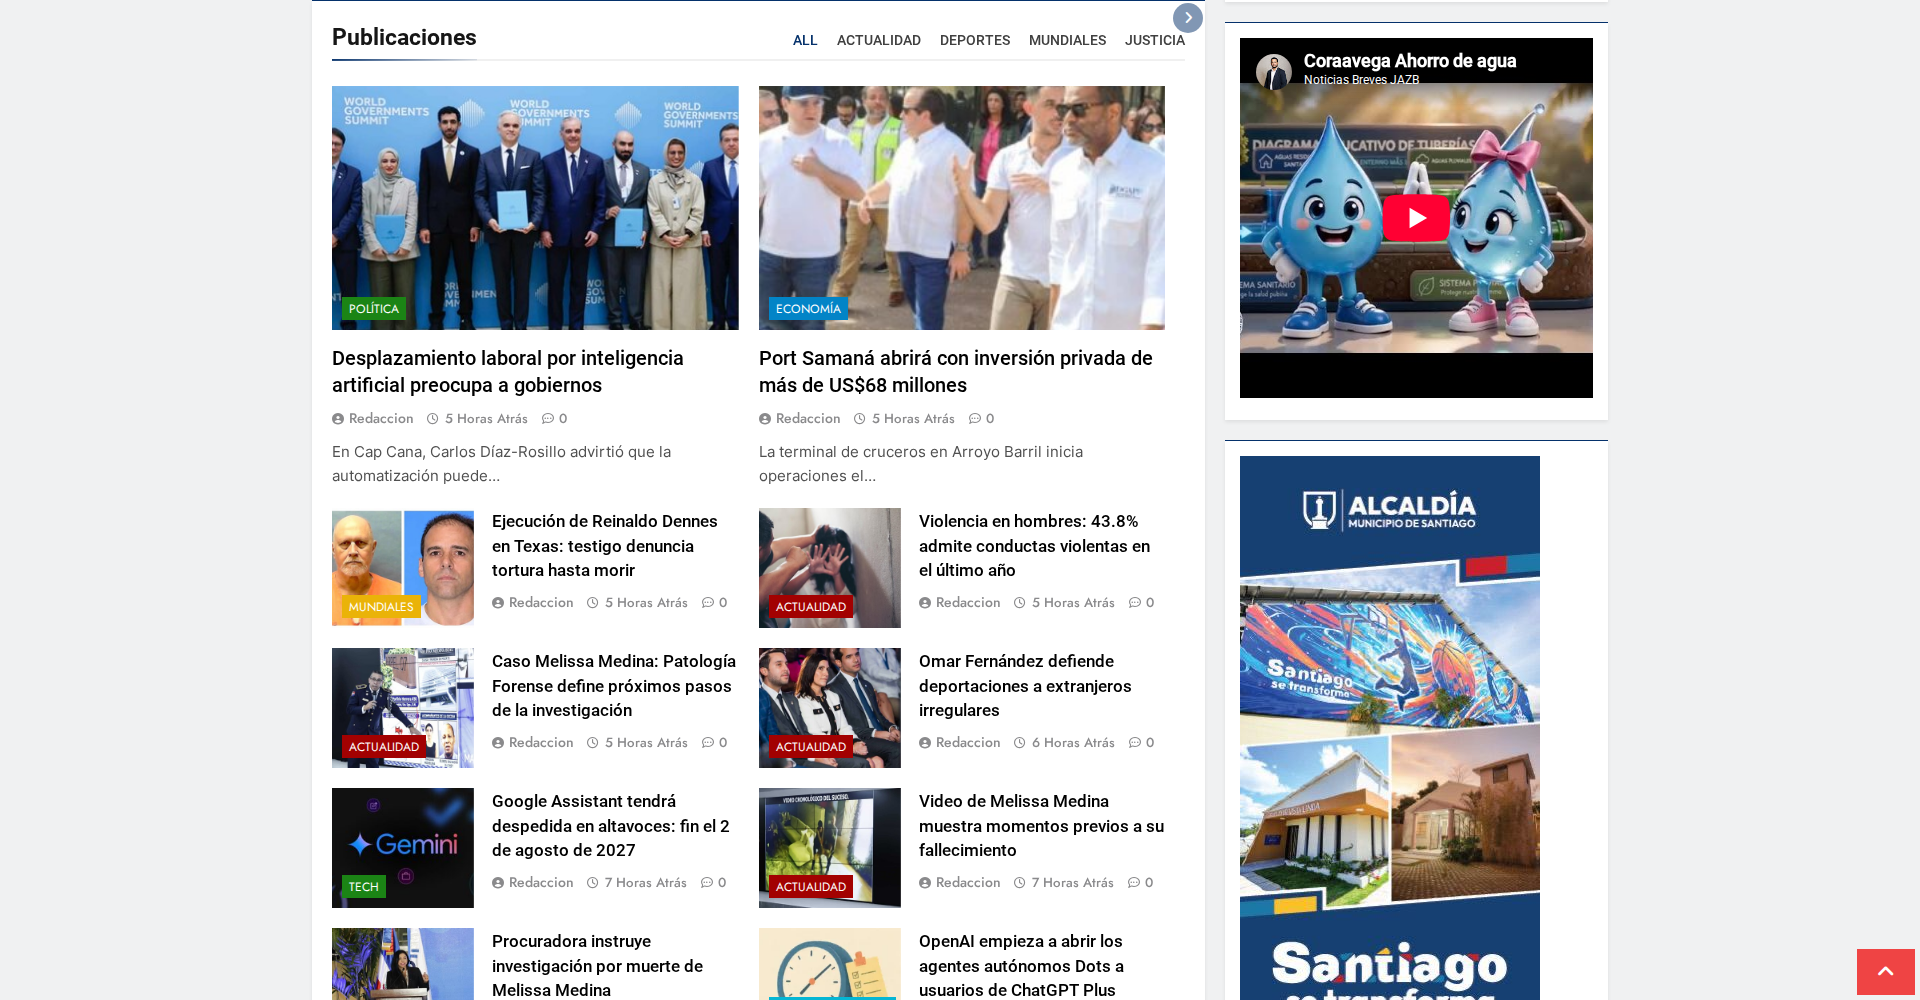 Publicaciones
ALL
ACTUALIDAD
DEPORTES
MUNDIALES
JUSTICIA
WORLD GOVERNMENTS SUMMIT
POLÍTICA
Desplazamiento laboral por inteligencia
artificial preocupa a gobiernos
Redaccion 5 Horas Atrás 0
En Cap Cana, Carlos Díaz-Rosillo advirtió que la
automatización puede...
ECONOMÍA
Port Samaná abrirá con inversión privada de
más de US$68 millones
Redaccion 5 Horas Atrás 0
La terminal de cruceros en Arroyo Barril inicia
operaciones el...
MUNDIALES
Ejecución de Reinaldo Dennes
en Texas: testigo denuncia
tortura hasta morir
Redaccion 5 Horas Atrás 0
ACTUALIDAD
Violencia en hombres: 43.8%
admite conductas violentas en
el último año
Redaccion 5 Horas Atrás 0
ACTUALIDAD
Caso Melissa Medina: Patología
Forense define próximos pasos
de la investigación
Redaccion 5 Horas Atrás 0
ACTUALIDAD
Omar Fernández defiende
deportaciones a extranjeros
irregulares
Redaccion 6 Horas Atrás 0
Gemini
TECH
Google Assistant tendrá
despedida en altavoces: fin el 2
de agosto de 2027
Redaccion 7 Horas Atrás 0
VIDEO CRONOLÓGICO DEL SUCESO.
ACTUALIDAD
Video de Melissa Medina
muestra momentos previos a su
fallecimiento
Redaccion 7 Horas Atrás 0
Procuradora instruye
investigación por muerte de
Melissa Medina
OpenAI empieza a abrir los
agentes autónomos Dots a
usuarios de ChatGPT Plus
Coraavega Ahorro de agua
Noticias Breves JAZB
ALCALDÍA
MUNICIPIO DE SANTIAGO
Santiago
se transforma
Santiago
se transforma